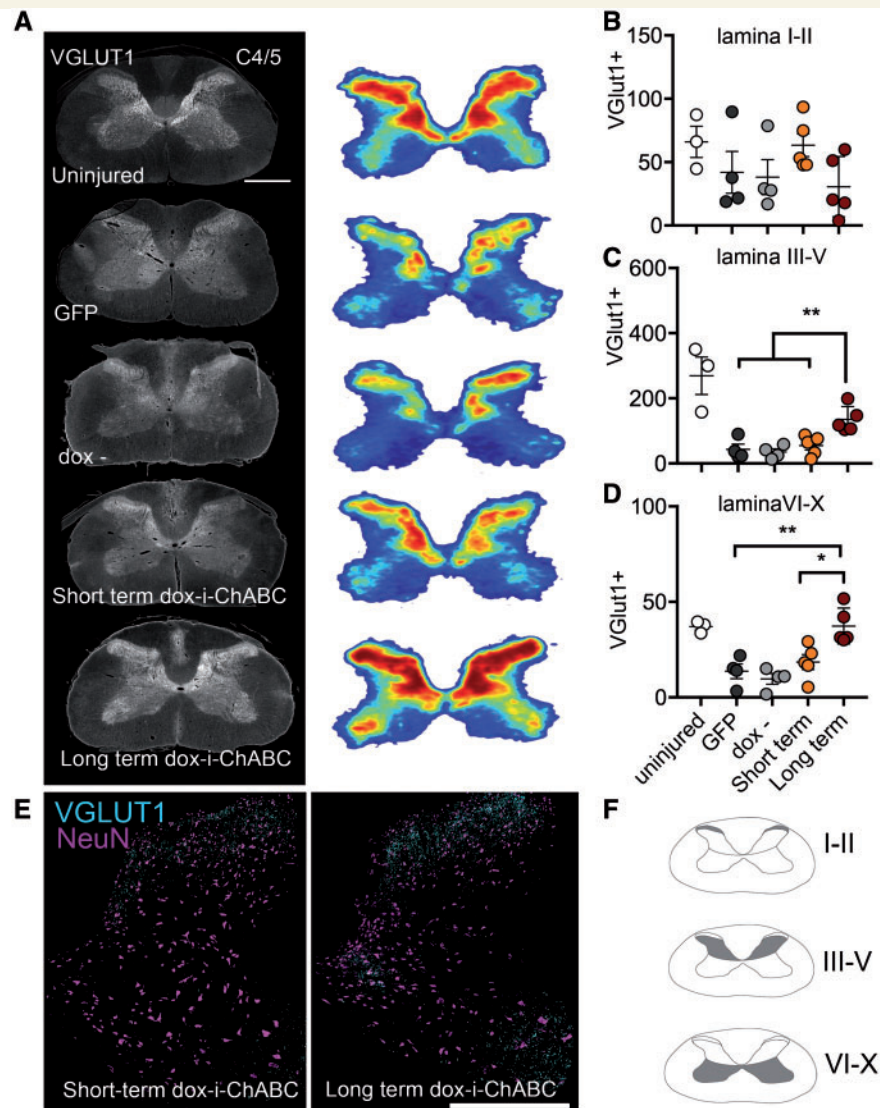 A
VGLUT1 C4/5
Uninjured
GFP
dox -
Short term dox-i-ChABC
Long term dox-i-ChABC
B
lamina I-II
VGlut1+
150
100
50
0
C
lamina III-V
VGlut1+
600
400
200
0
**
D
laminaVI-X
VGlut1+
100
50
0
**
*
uninjured
GFP
dox -
Short term
Long term
E
VGLUT1
NeuN
Short-term dox-i-ChABC
Long term dox-i-ChABC
F
I-II
III-V
VI-X